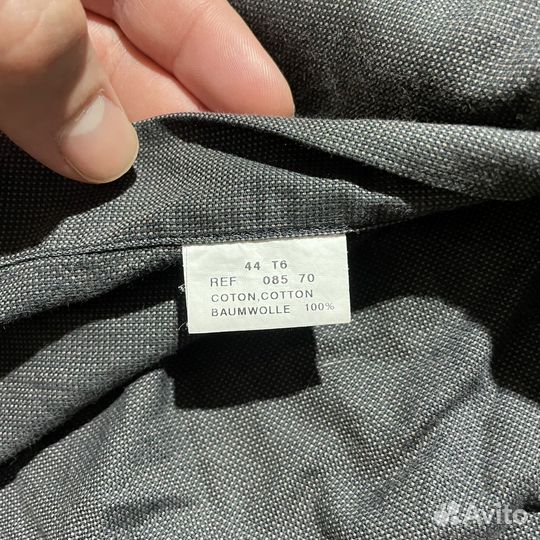 44 T6
REF 085 70
COTON,COTTON
BAUMWOLLE 100%
Avito